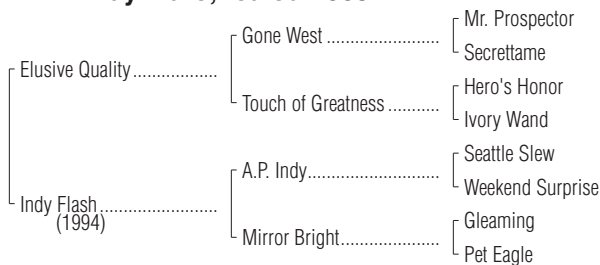 Mr. Prospector
Gone West
Secrettame
Elusive Quality
Hero's Honor
Touch of Greatness
Ivory Wand
Seattle Slew
A.P. Indy
Weekend Surprise
Indy Flash
(1994)
Gleaming
Mirror Bright
Pet Eagle